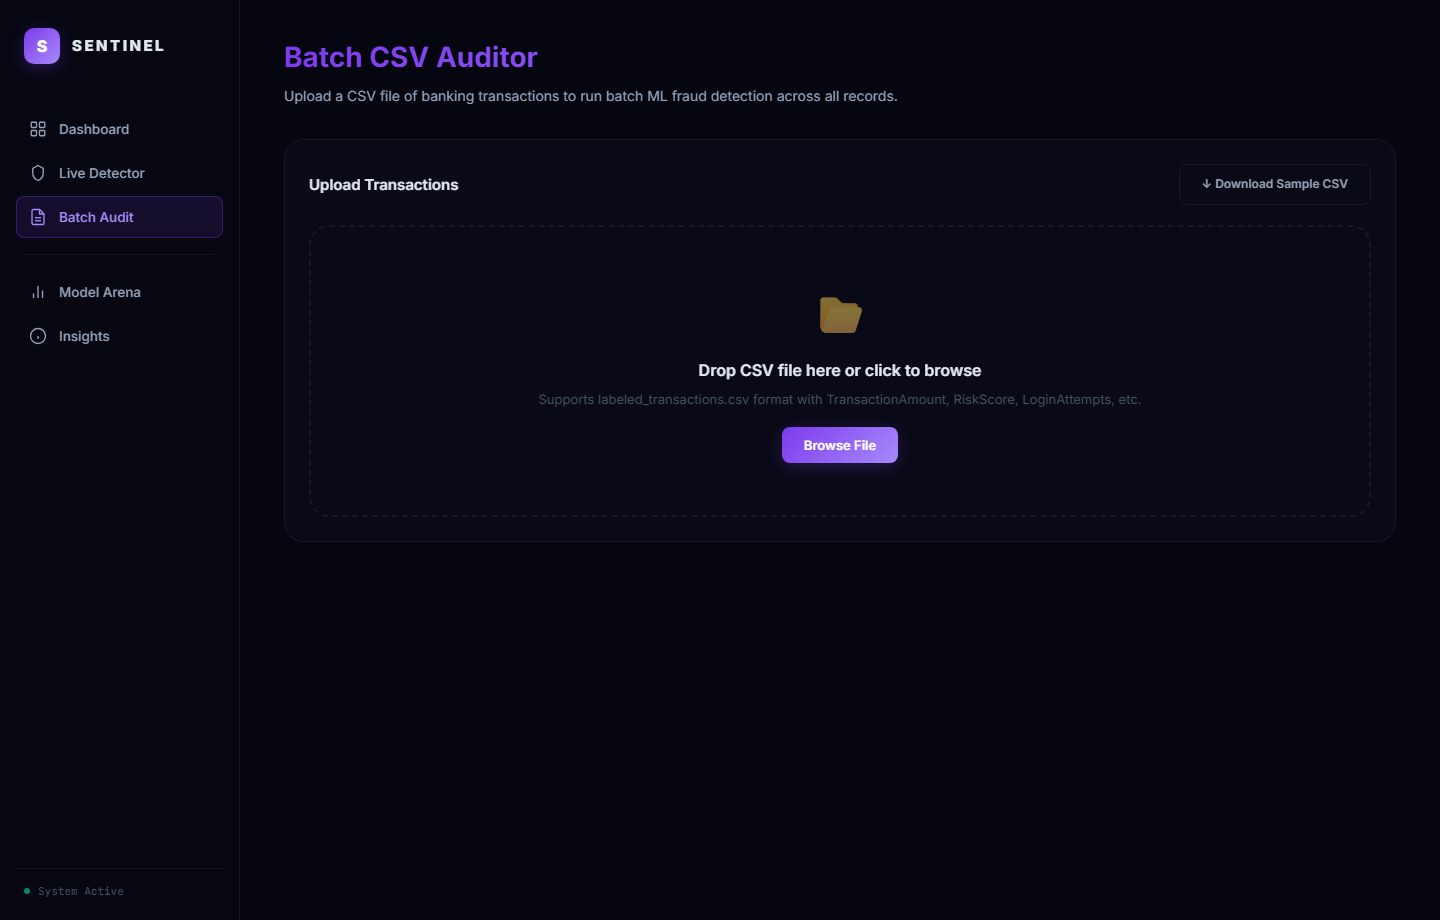 S
SENTINEL
Dashboard
Live Detector
Batch Audit
Model Arena
Insights
System Active
Batch CSV Auditor
Upload a CSV file of banking transactions to run batch ML fraud detection across all records.
Upload Transactions
↓ Download Sample CSV
Drop CSV file here or click to browse
Supports labeled_transactions.csv format with TransactionAmount, RiskScore, LoginAttempts, etc.
Browse File